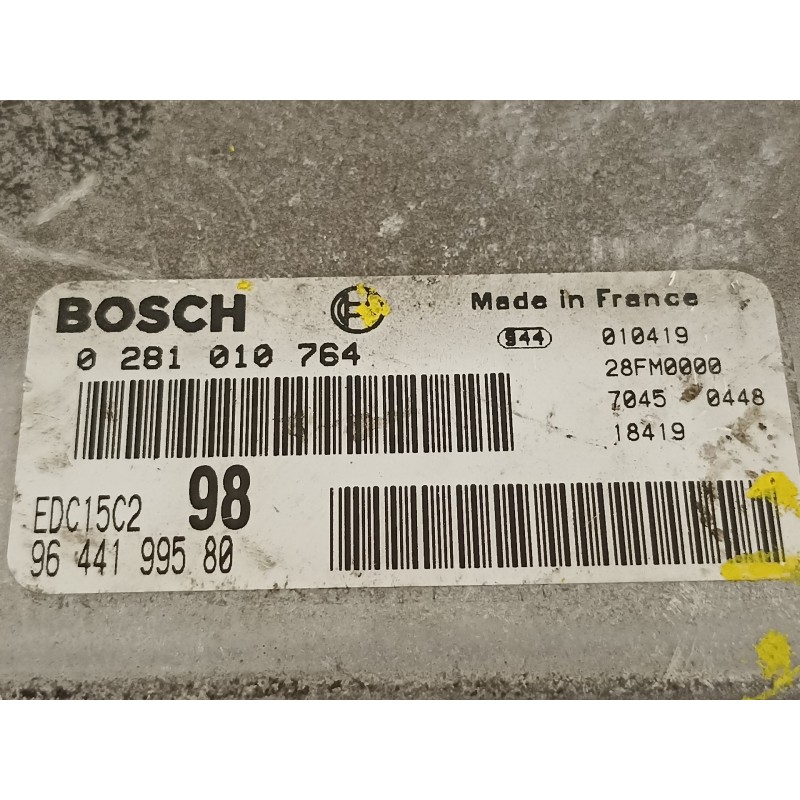 BOSCH
Made in France
0 281 010 764
944
010419
28FM0000
7045 0448
18419
EDC15C2 98
96 441 995 80